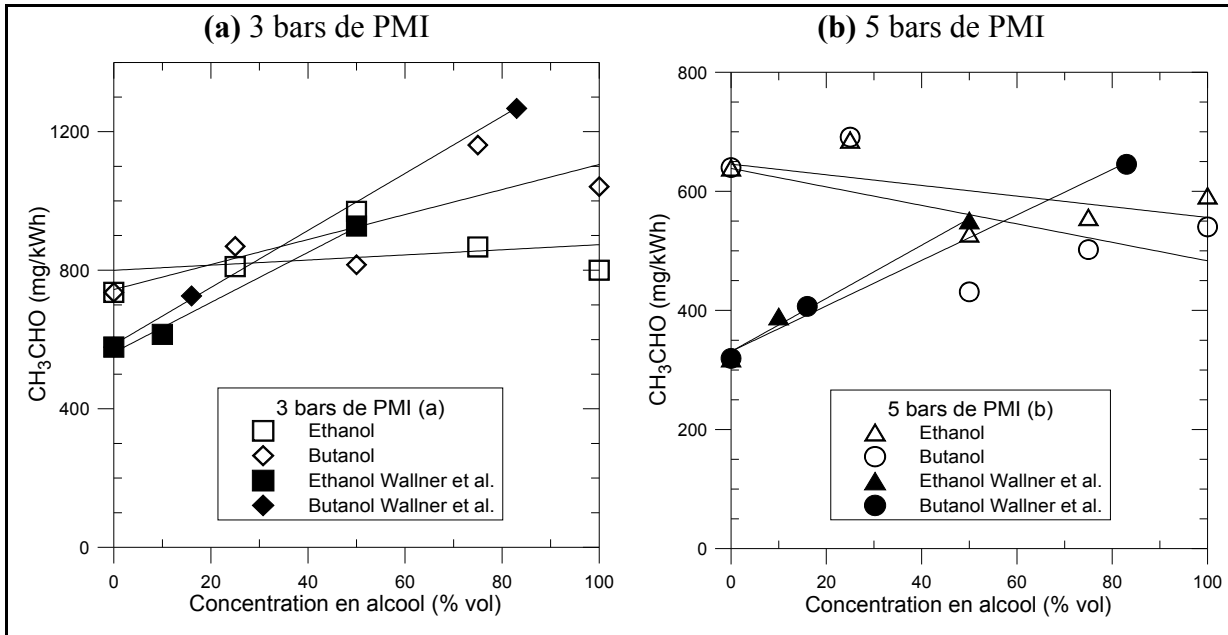 (a) 3 bars de PMI
1200
800
400
0
0 20 40 60 80 100
CH₃CHO (mg/kWh)
Concentration en alcool (% vol)
3 bars de PMI (a)
Ethanol
Butanol
Ethanol Wallner et al.
Butanol Wallner et al.
(b) 5 bars de PMI
800
600
400
200
0
0 20 40 60 80 100
CH₃CHO (mg/kWh)
Concentration en alcool (% vol)
5 bars de PMI (b)
Ethanol
Butanol
Ethanol Wallner et al.
Butanol Wallner et al.